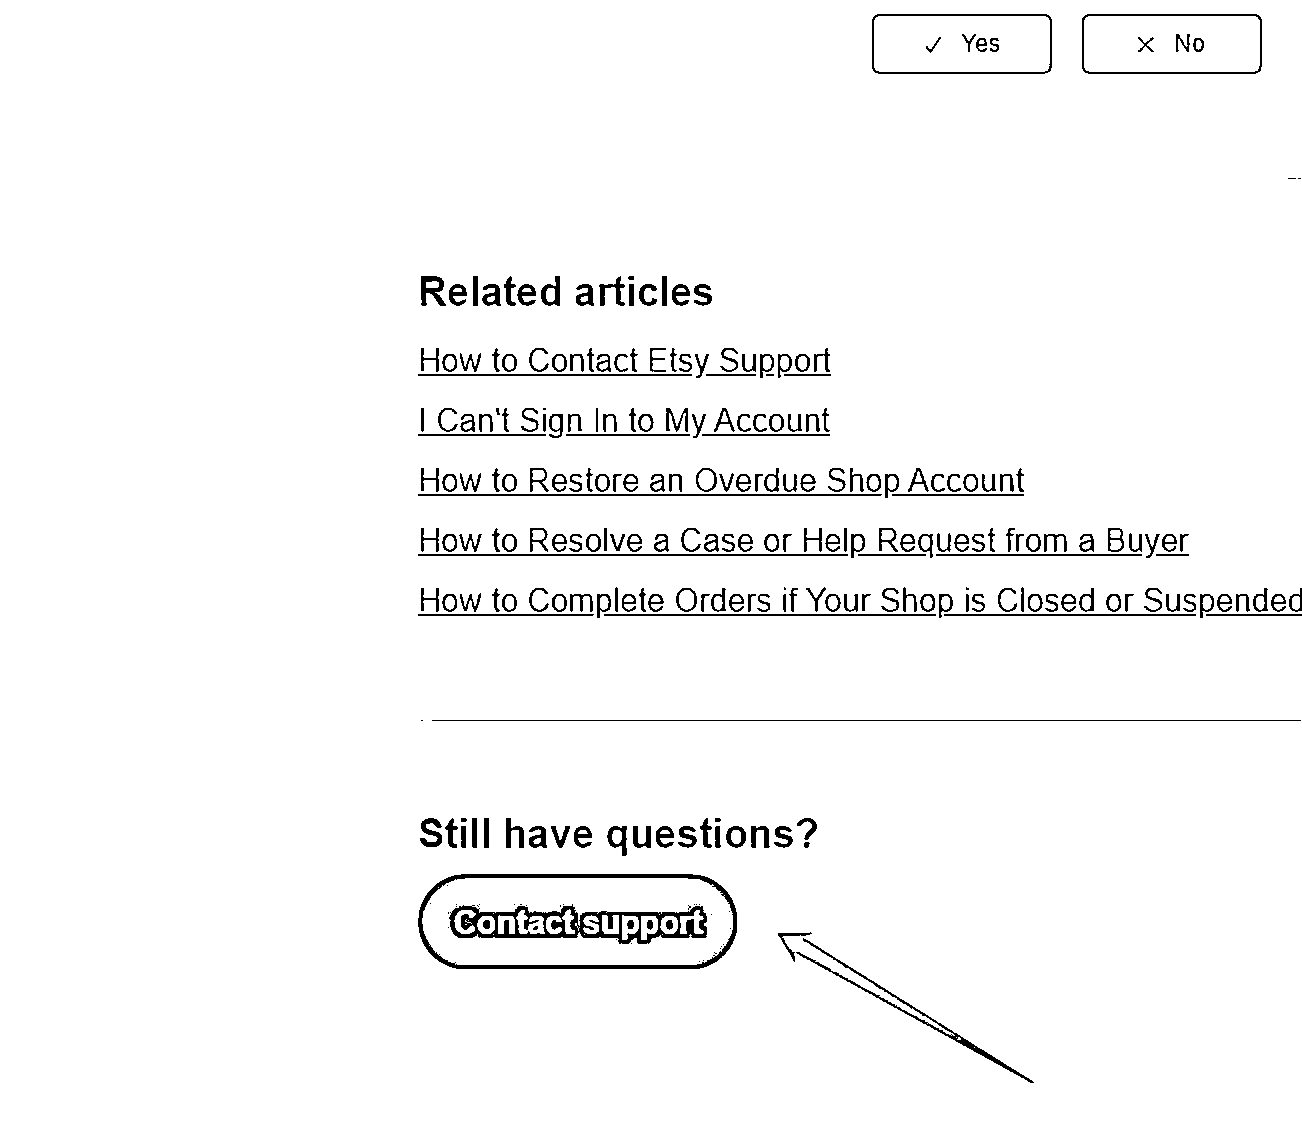 Yes
No
Related articles
How to Contact Etsy Support
I Can't Sign In to My Account
How to Restore an Overdue Shop Account
How to Resolve a Case or Help Request from a Buyer
How to Complete Orders if Your Shop is Closed or Suspended
Still have questions?
Contact support